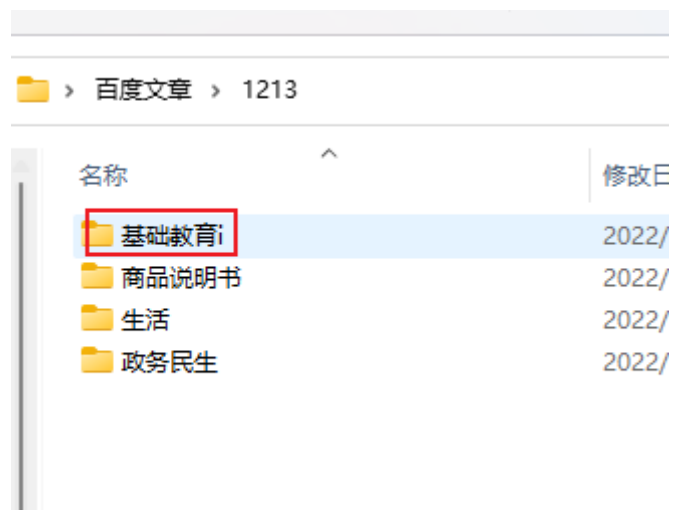 百度文章 > 1213
名称 修改日
基础教育i 2022/
商品说明书 2022/
生活 2022/
政务民生 2022/